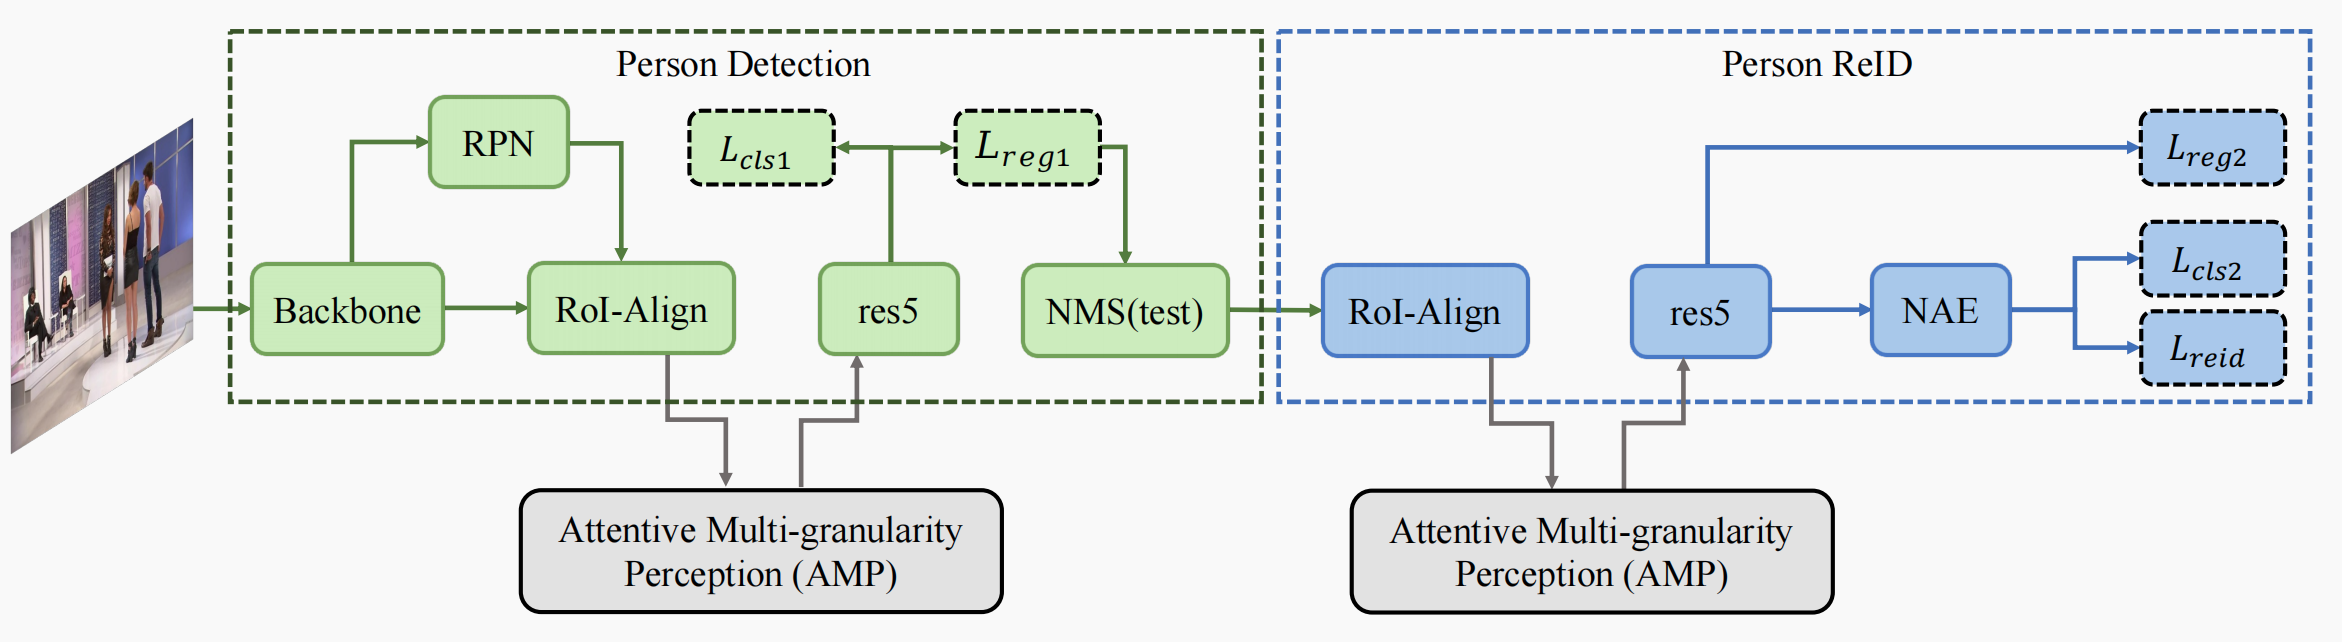 Person Detection
Person ReID
RPN
L_{cls1}
L_{reg1}
L_{reg2}
Backbone
RoI-Align
res5
NMS(test)
RoI-Align
res5
NAE
L_{cls2}
L_{reid}
Attentive Multi-granularity
Perception (AMP)
Attentive Multi-granularity
Perception (AMP)